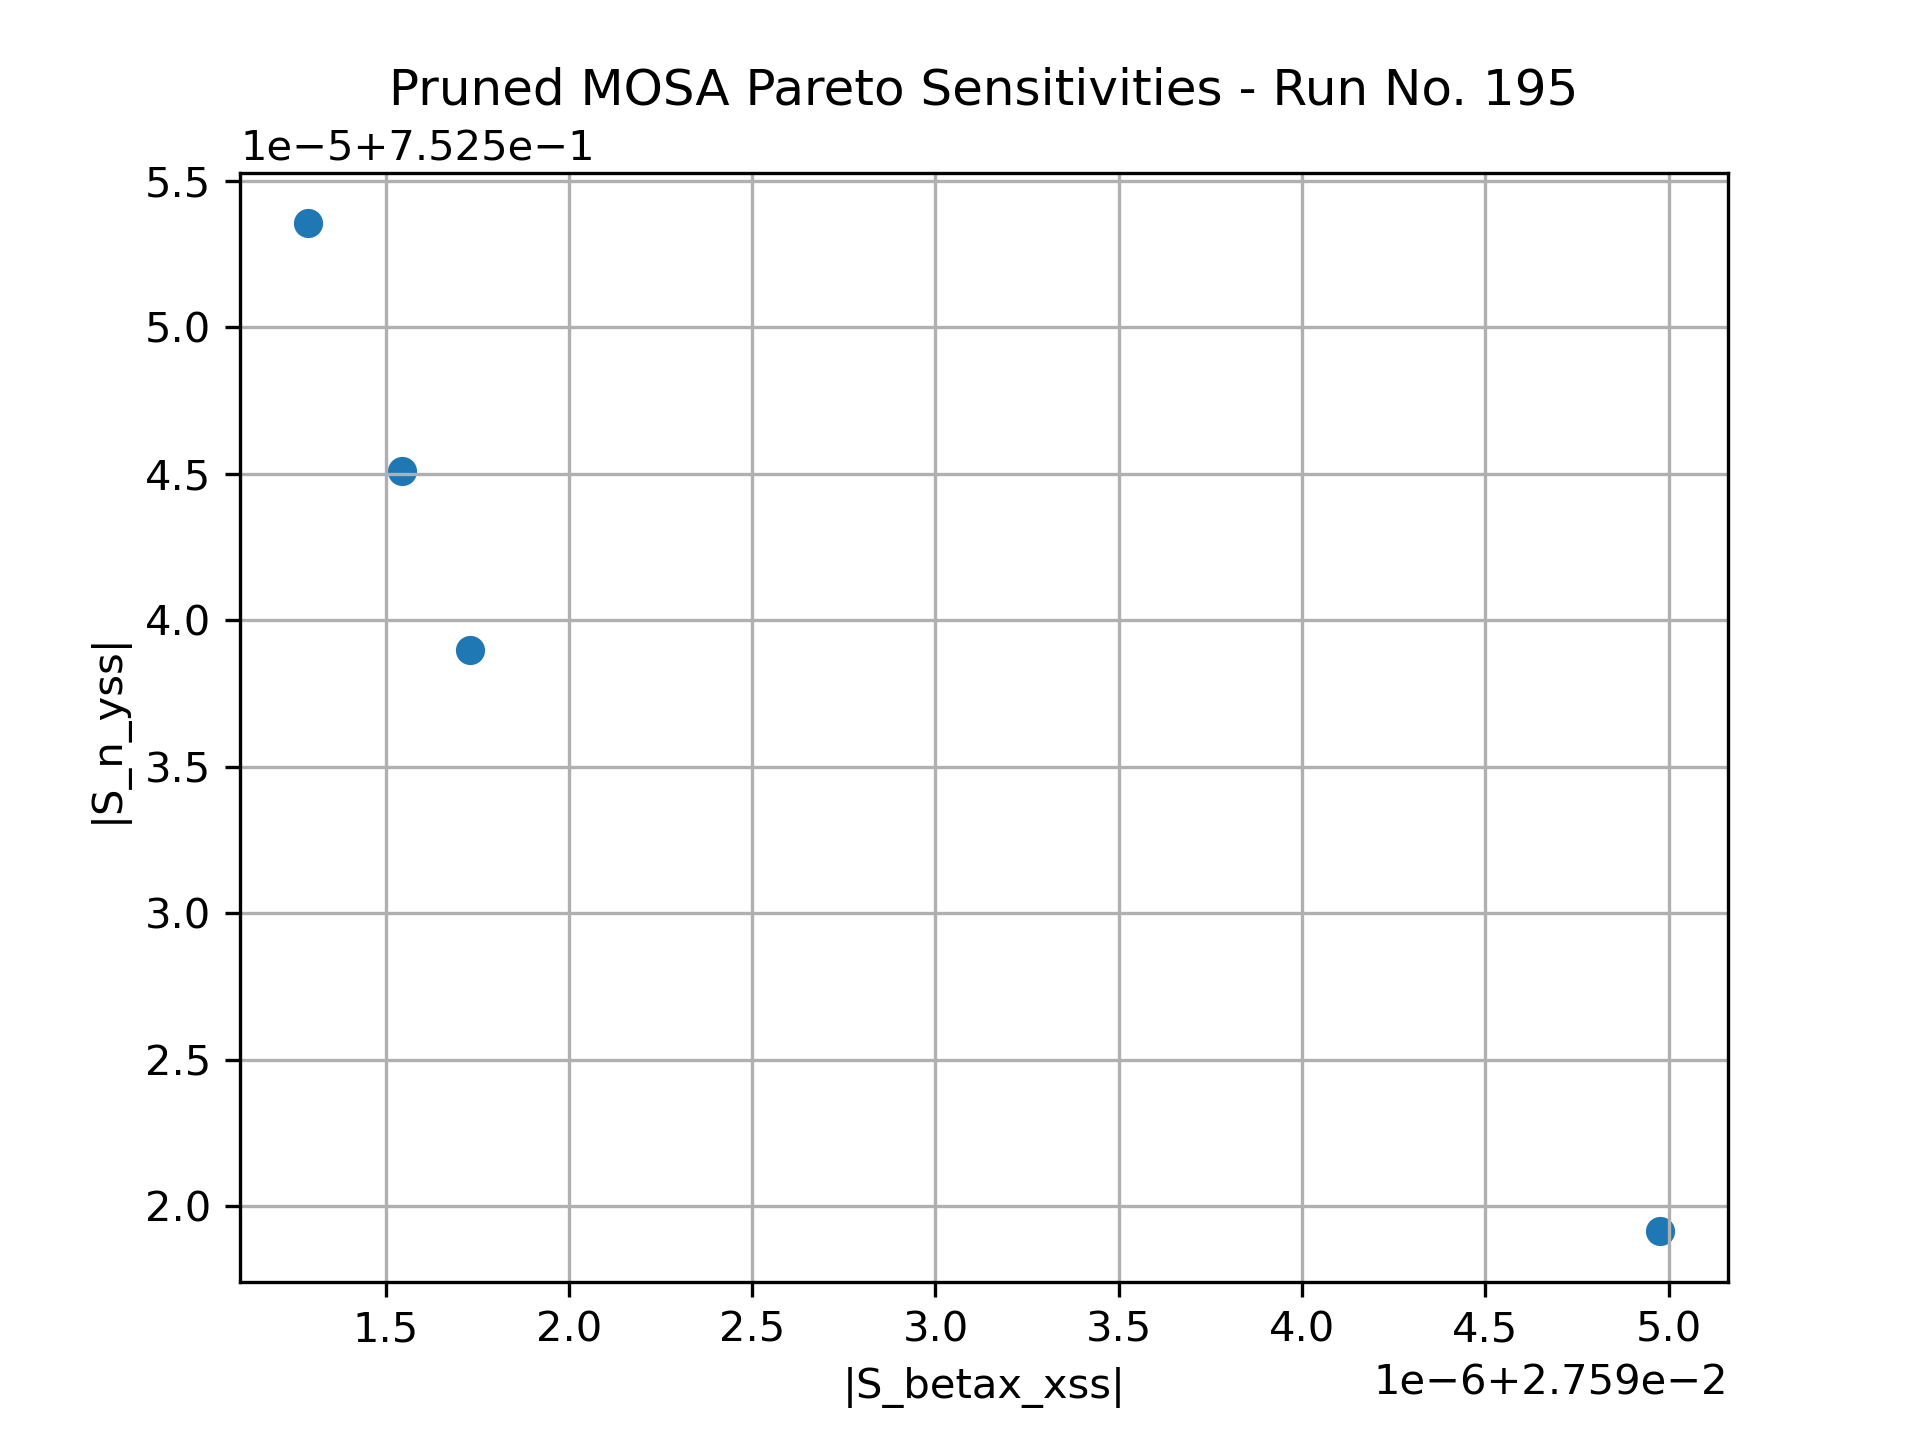 Pruned MOSA Pareto Sensitivities - Run No. 195
1e−5+7.525e−1
5.5
5.0
4.5
4.0
3.5
3.0
2.5
2.0
|S_n_yss|
1.5 2.0 2.5 3.0 3.5 4.0 4.5 5.0
1e−6+2.759e−2
|S_betax_xss|